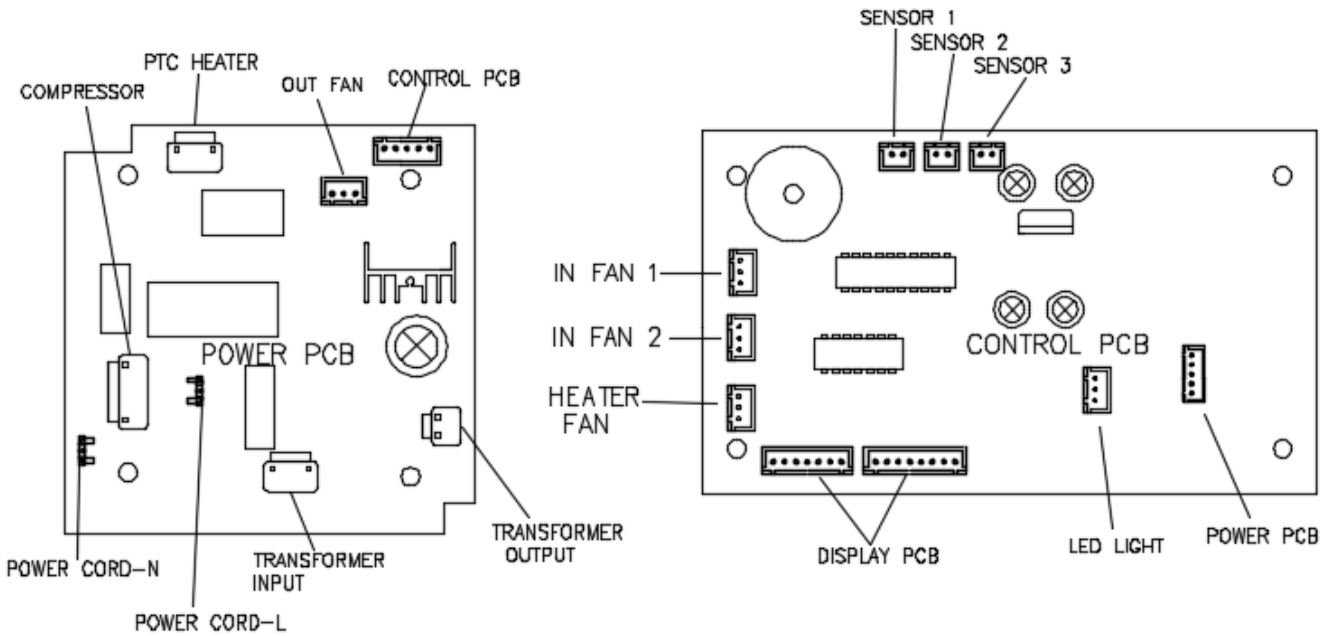 SENSOR 1
SENSOR 2
SENSOR 3
PTC HEATER
COMPRESSOR
OUT FAN
CONTROL PCB
IN FAN 1
IN FAN 2
HEATER
FAN
POWER PCB
CONTROL PCB
POWER CORD-N
POWER CORD-L
TRANSFORMER
INPUT
TRANSFORMER
OUTPUT
DISPLAY PCB
LED LIGHT
POWER PCB